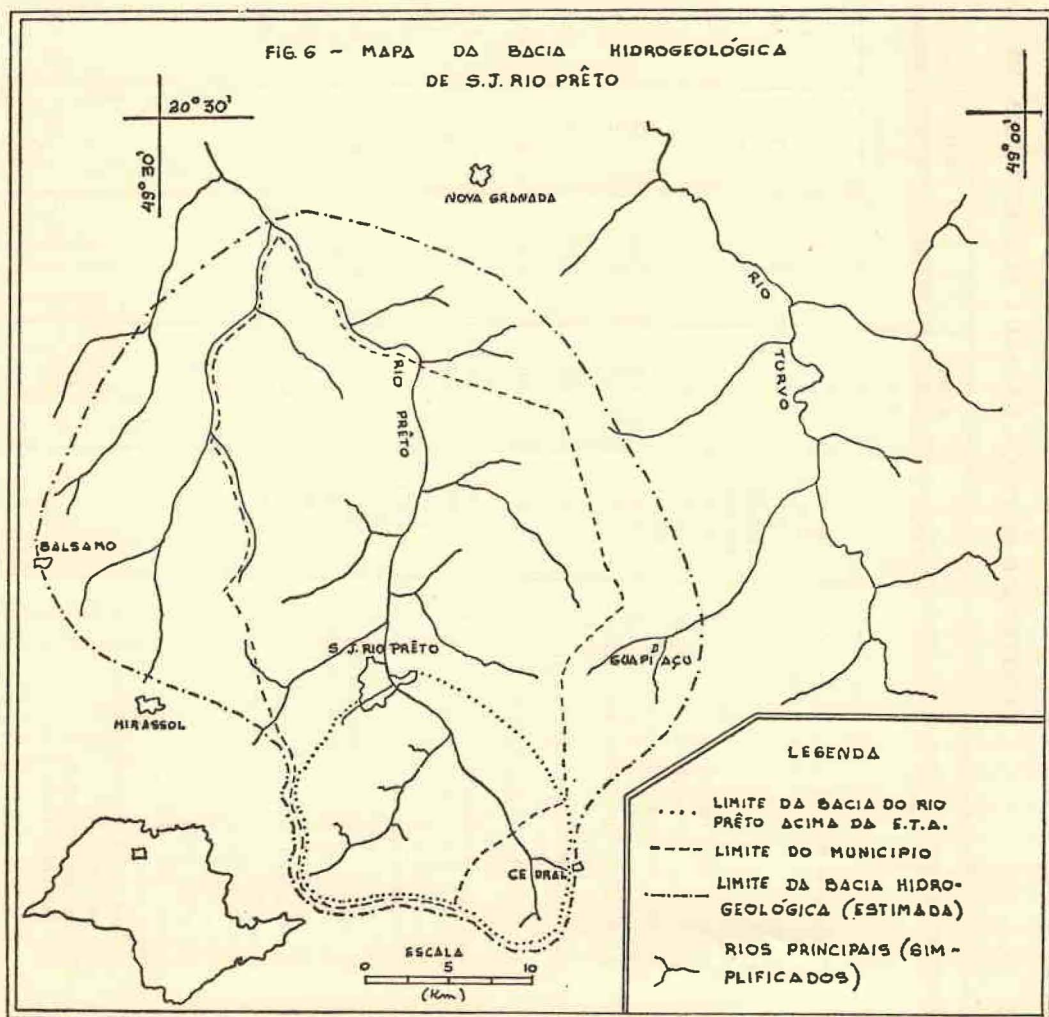 FIG. 6 - MAPA DA BACIA HIDROGEOLÓGICA
DE S.J. RIO PRÊTO
20° 30'
49° 30'
49° 00'
NOVA GRANADA
RIO
TURVO
RIO
PRÊTO
BALSAMO
S.J. RIO PRÊTO
GUAPIAÇU
MIRASSOL
CEDRAL
ESCALA
0 5 10
(Km)
LEGENDA
LIMITE DA BACIA DO RIO
PRÊTO ACIMA DA E.T.A.
LIMITE DO MUNICIPIO
LIMITE DA BACIA HIDRO-
GEOLÓGICA (ESTIMADA)
RIOS PRINCIPAIS (SIM-
PLIFICADOS)